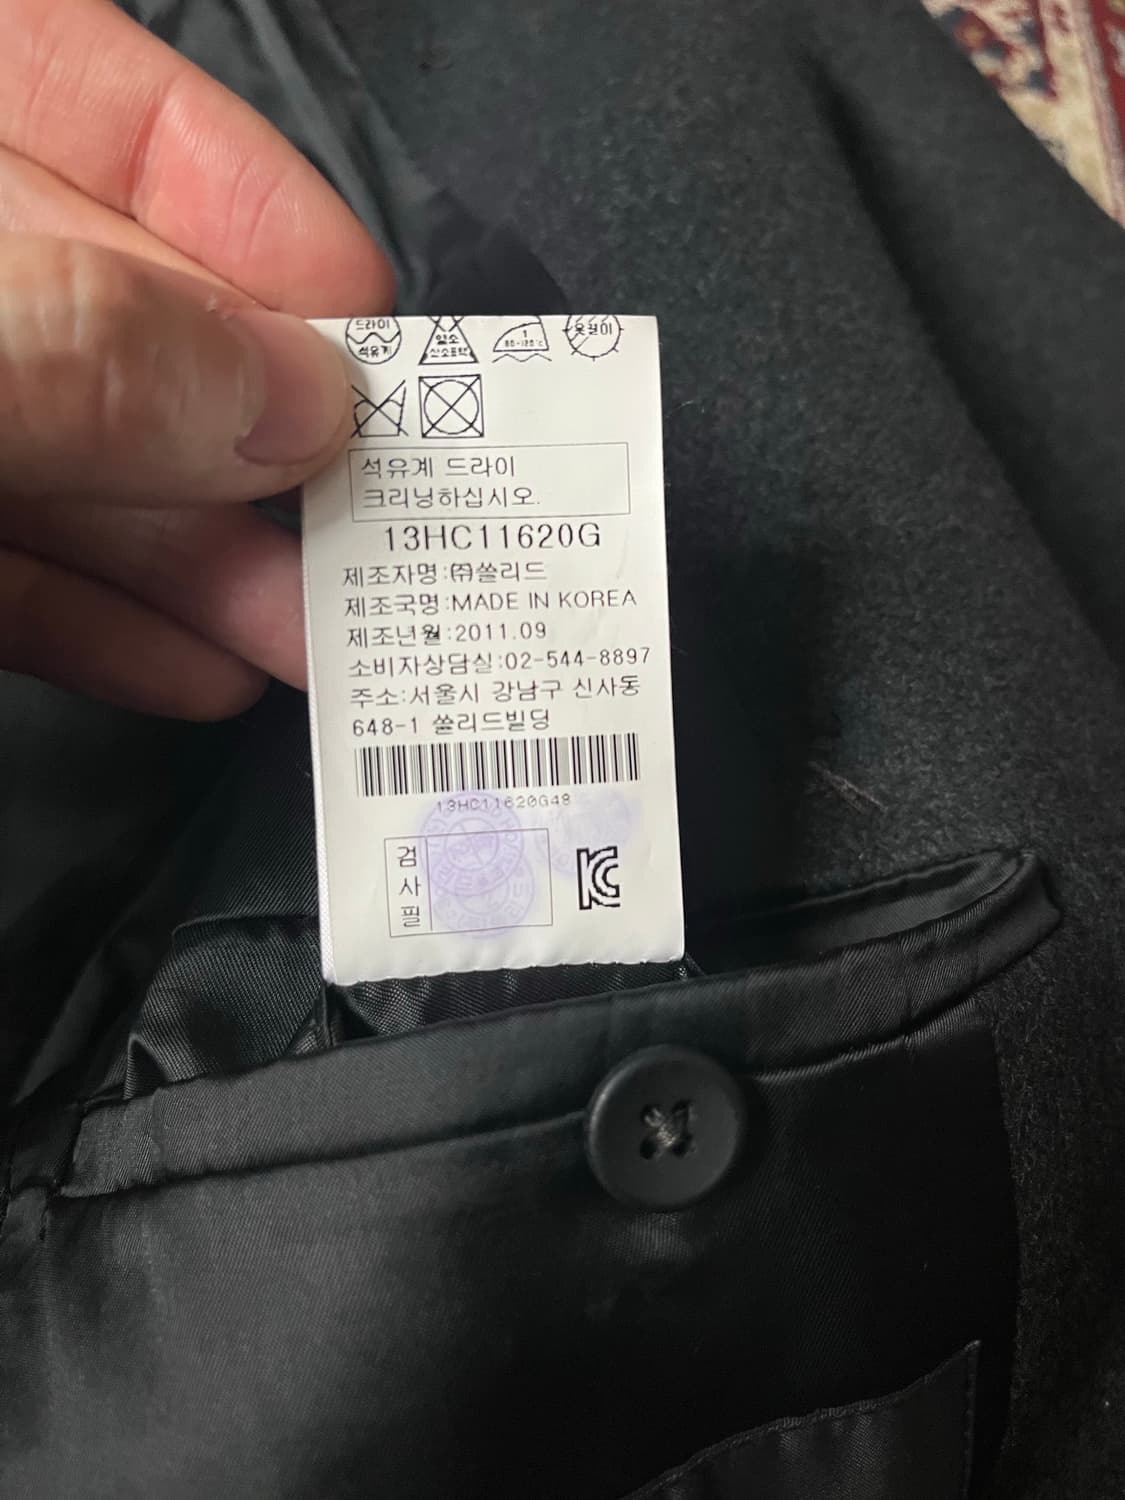 드라이
석유계
염소
산소표백
1
80-120℃
옷걸이
석유계 드라이
크리닝하십시오.
13HC11620G
제조자명:㈜쏠리드
제조국명:MADE IN KOREA
제조년월:2011.09
소비자상담실:02-544-8897
주소:서울시 강남구 신사동
648-1 쏠리드빌딩
13HC11620G48
검
사
필